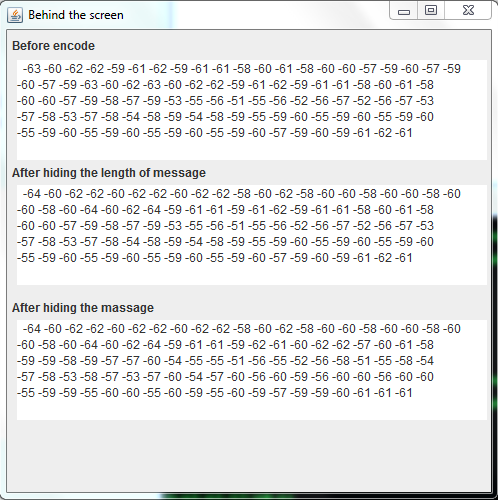 Behind the screen
Before encode
-63 -60 -62 -62 -59 -61 -62 -59 -61 -61 -58 -60 -61 -58 -60 -60 -57 -59 -60 -57 -59
-60 -57 -59 -63 -60 -62 -63 -60 -62 -62 -59 -61 -62 -59 -61 -61 -58 -60 -61 -58
-60 -60 -57 -59 -58 -57 -59 -53 -55 -56 -51 -55 -56 -52 -56 -57 -52 -56 -57 -53
-57 -58 -53 -57 -58 -54 -58 -59 -54 -58 -59 -55 -59 -60 -55 -59 -60 -55 -59 -60
-55 -59 -60 -55 -59 -60 -55 -59 -60 -55 -59 -60 -57 -59 -60 -59 -61 -62 -61
After hiding the length of message
-64 -60 -62 -62 -60 -62 -62 -60 -62 -62 -58 -60 -62 -58 -60 -60 -58 -60 -60 -58 -60
-60 -58 -60 -64 -60 -62 -64 -59 -61 -61 -59 -61 -62 -59 -61 -61 -58 -60 -61 -58
-60 -60 -57 -59 -58 -57 -59 -53 -55 -56 -51 -55 -56 -52 -56 -57 -52 -56 -57 -53
-57 -58 -53 -57 -58 -54 -58 -59 -54 -58 -59 -55 -59 -60 -55 -59 -60 -55 -59 -60
-55 -59 -60 -55 -59 -60 -55 -59 -60 -55 -59 -60 -57 -59 -60 -59 -61 -62 -61
After hiding the massage
-64 -60 -62 -62 -60 -62 -62 -60 -62 -62 -58 -60 -62 -58 -60 -60 -58 -60 -60 -58 -60
-60 -58 -60 -64 -60 -62 -64 -59 -61 -61 -59 -62 -61 -60 -62 -62 -57 -60 -61 -58
-59 -59 -58 -59 -57 -57 -60 -54 -55 -55 -51 -56 -55 -52 -56 -58 -51 -55 -58 -54
-57 -58 -53 -58 -57 -53 -57 -60 -54 -57 -60 -56 -60 -59 -56 -60 -60 -56 -60 -60
-55 -59 -59 -55 -60 -60 -55 -60 -59 -55 -60 -59 -57 -59 -59 -60 -61 -61 -61